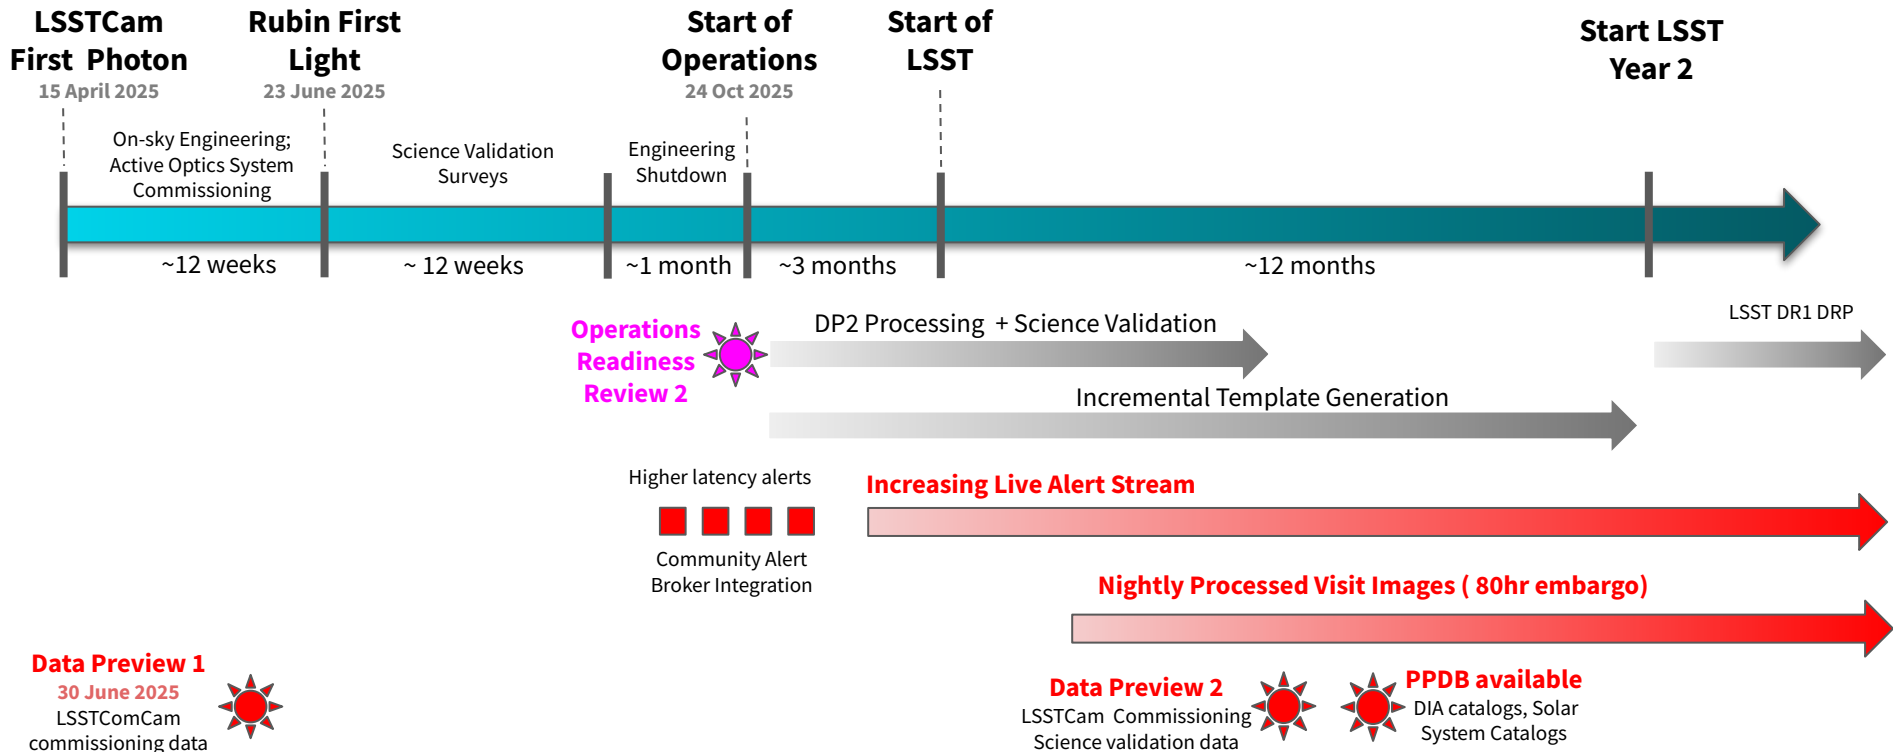 LSSTCam
First Photon
15 April 2025
Rubin First
Light
23 June 2025
Start of
Operations
24 Oct 2025
Start of
LSST
Start LSST
Year 2
On-sky Engineering;
Active Optics System
Commissioning
Science Validation
Surveys
Engineering
Shutdown
~12 weeks
~ 12 weeks
~1 month
~3 months
~12 months
Operations
Readiness
Review 2
DP2 Processing + Science Validation
LSST DR1 DRP
Incremental Template Generation
Higher latency alerts
Community Alert
Broker Integration
Increasing Live Alert Stream
Nightly Processed Visit Images ( 80hr embargo)
Data Preview 1
30 June 2025
LSSTComCam
commissioning data
Data Preview 2
LSSTCam Commissioning
Science validation data
PPDB available
DIA catalogs, Solar
System Catalogs